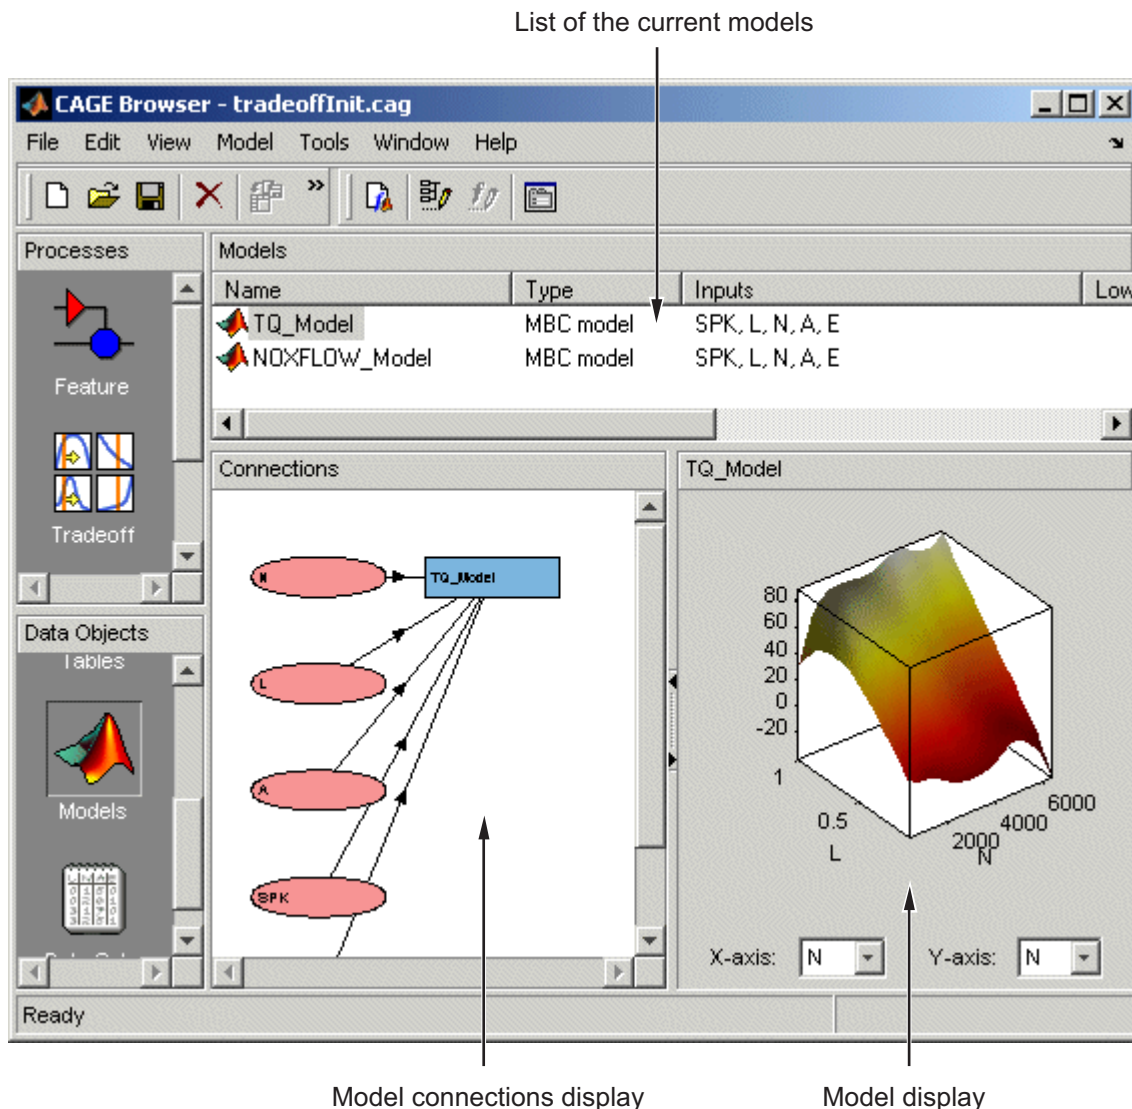 List of the current models
CAGE Browser - tradeoffInit.cag
File Edit View Model Tools Window Help
»
Processes
Models
Name Type Inputs Low
TQ_Model MBC model SPK, L, N, A, E
NOXFLOW_Model MBC model SPK, L, N, A, E
Feature
Tradeoff
Connections
TQ_Model
N
TQ_Model
L
A
SPK
80
60
40
20
0
-20
1
0.5
L
2000
4000
6000
N
Data Objects
Tables
Models
X-axis: N Y-axis: N
Ready
Model connections display
Model display